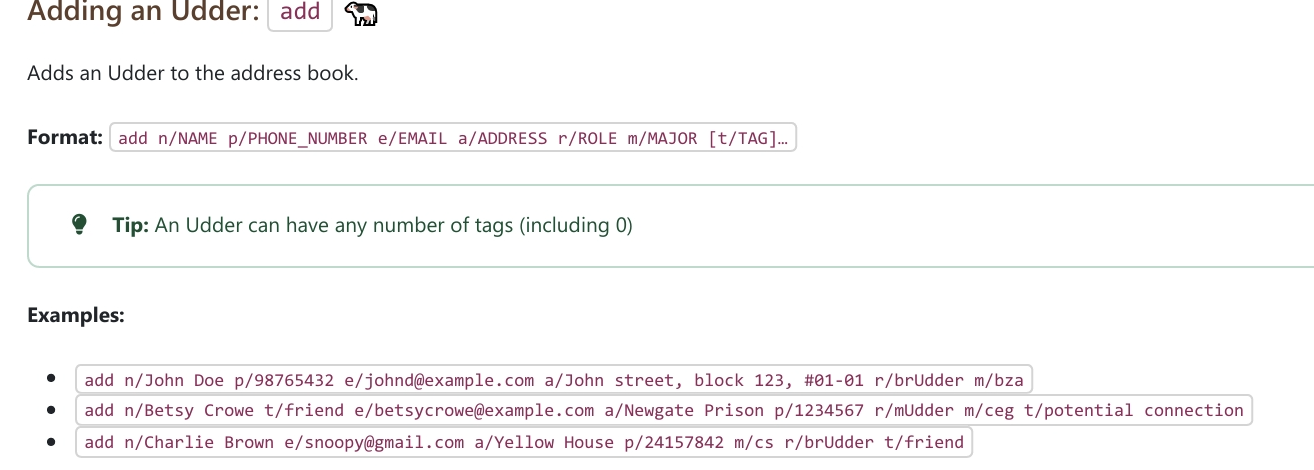 Adding an Udder: add
Adds an Udder to the address book.
Format: add n/NAME p/PHONE_NUMBER e/EMAIL a/ADDRESS r/ROLE m/MAJOR [t/TAG]…
Tip: An Udder can have any number of tags (including 0)
Examples:
add n/John Doe p/98765432 e/johnd@example.com a/John street, block 123, #01-01 r/brUdder m/bza
add n/Betsy Crowe t/friend e/betsycrowe@example.com a/Newgate Prison p/1234567 r/mUdder m/ceg t/potential connection
add n/Charlie Brown e/snoopy@gmail.com a/Yellow House p/24157842 m/cs r/brUdder t/friend